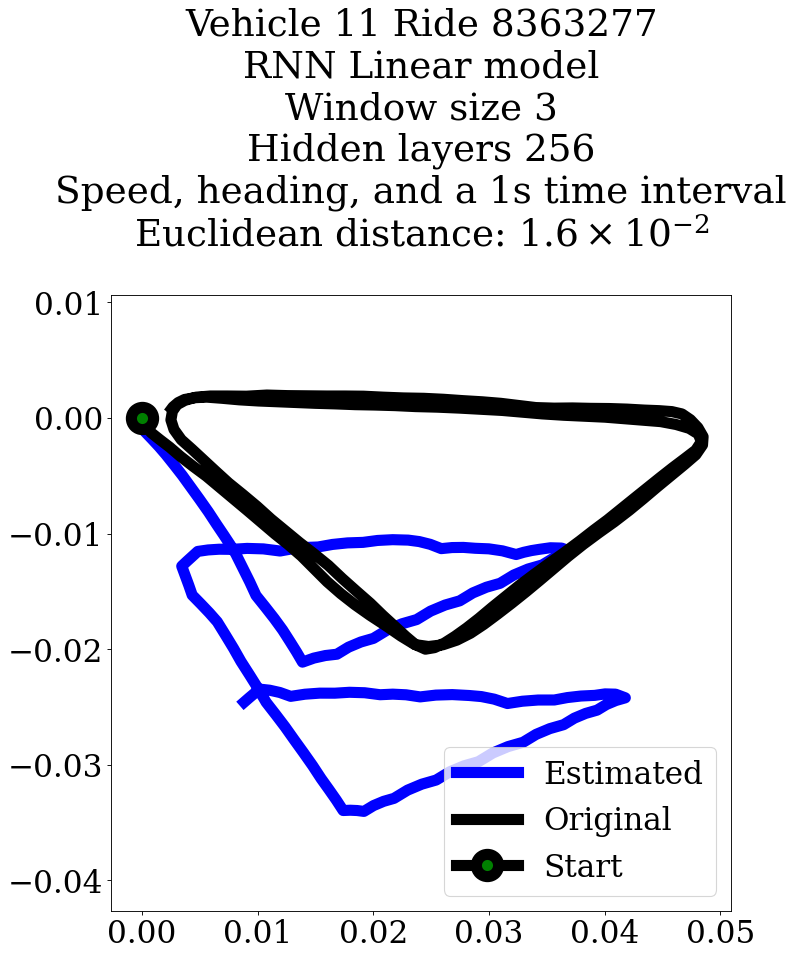 Vehicle 11 Ride 8363277
RNN Linear model
Window size 3
Hidden layers 256
Speed, heading, and a 1s time interval
Euclidean distance: 1.6 × 10⁻²
0.01
0.00
−0.01
−0.02
−0.03
−0.04
Estimated
Original
Start
0.00 0.01 0.02 0.03 0.04 0.05